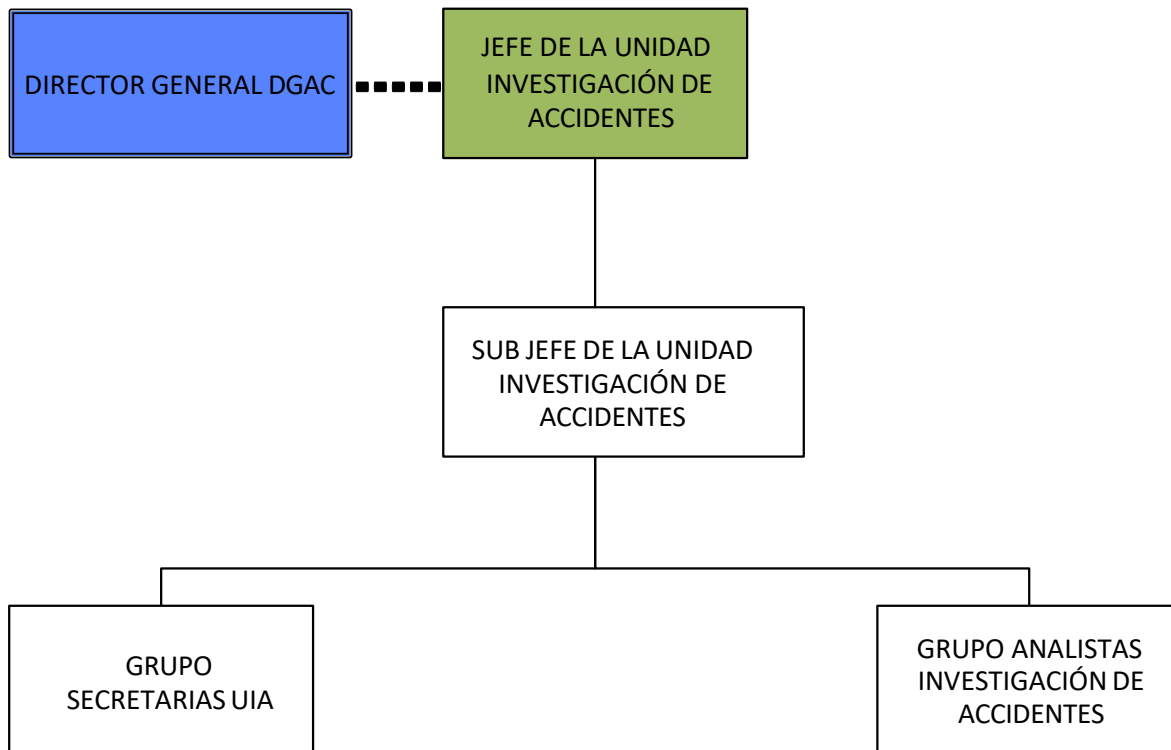 DIRECTOR GENERAL DGAC
JEFE DE LA UNIDAD
INVESTIGACIÓN DE
ACCIDENTES
SUB JEFE DE LA UNIDAD
INVESTIGACIÓN DE
ACCIDENTES
GRUPO
SECRETARIAS UIA
GRUPO ANALISTAS
INVESTIGACIÓN DE
ACCIDENTES